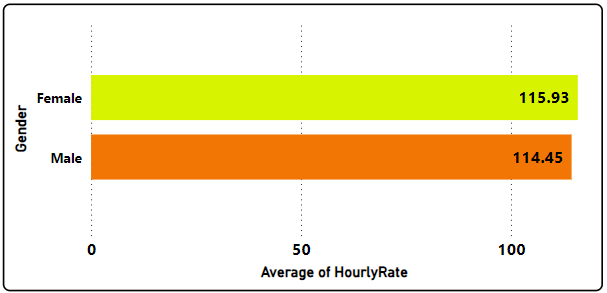 Gender
Female
115.93
Male
114.45
0
50
100
Average of HourlyRate